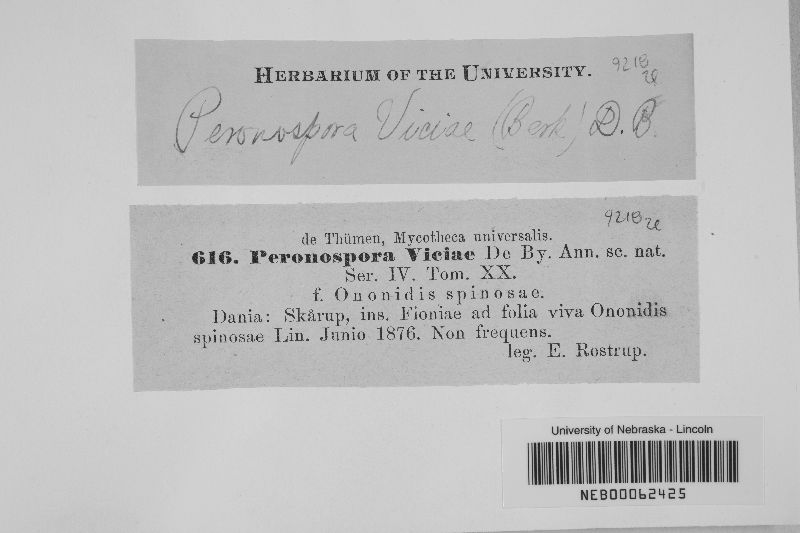 HERBARIUM OF THE UNIVERSITY.
Peronospora Viciae (Berk) D. B.
de Thümen, Mycotheca universalis.
616. Peronospora Viciae De By. Ann. sc. nat.
Ser. IV. Tom. XX.
f. Ononidis spinosae.
Dania: Skårup, ins. Fioniae ad folia viva Ononidis
spinosae Lin. Junio 1876. Non frequens.
leg. E. Rostrup.
University of Nebraska - Lincoln
NEB00062425